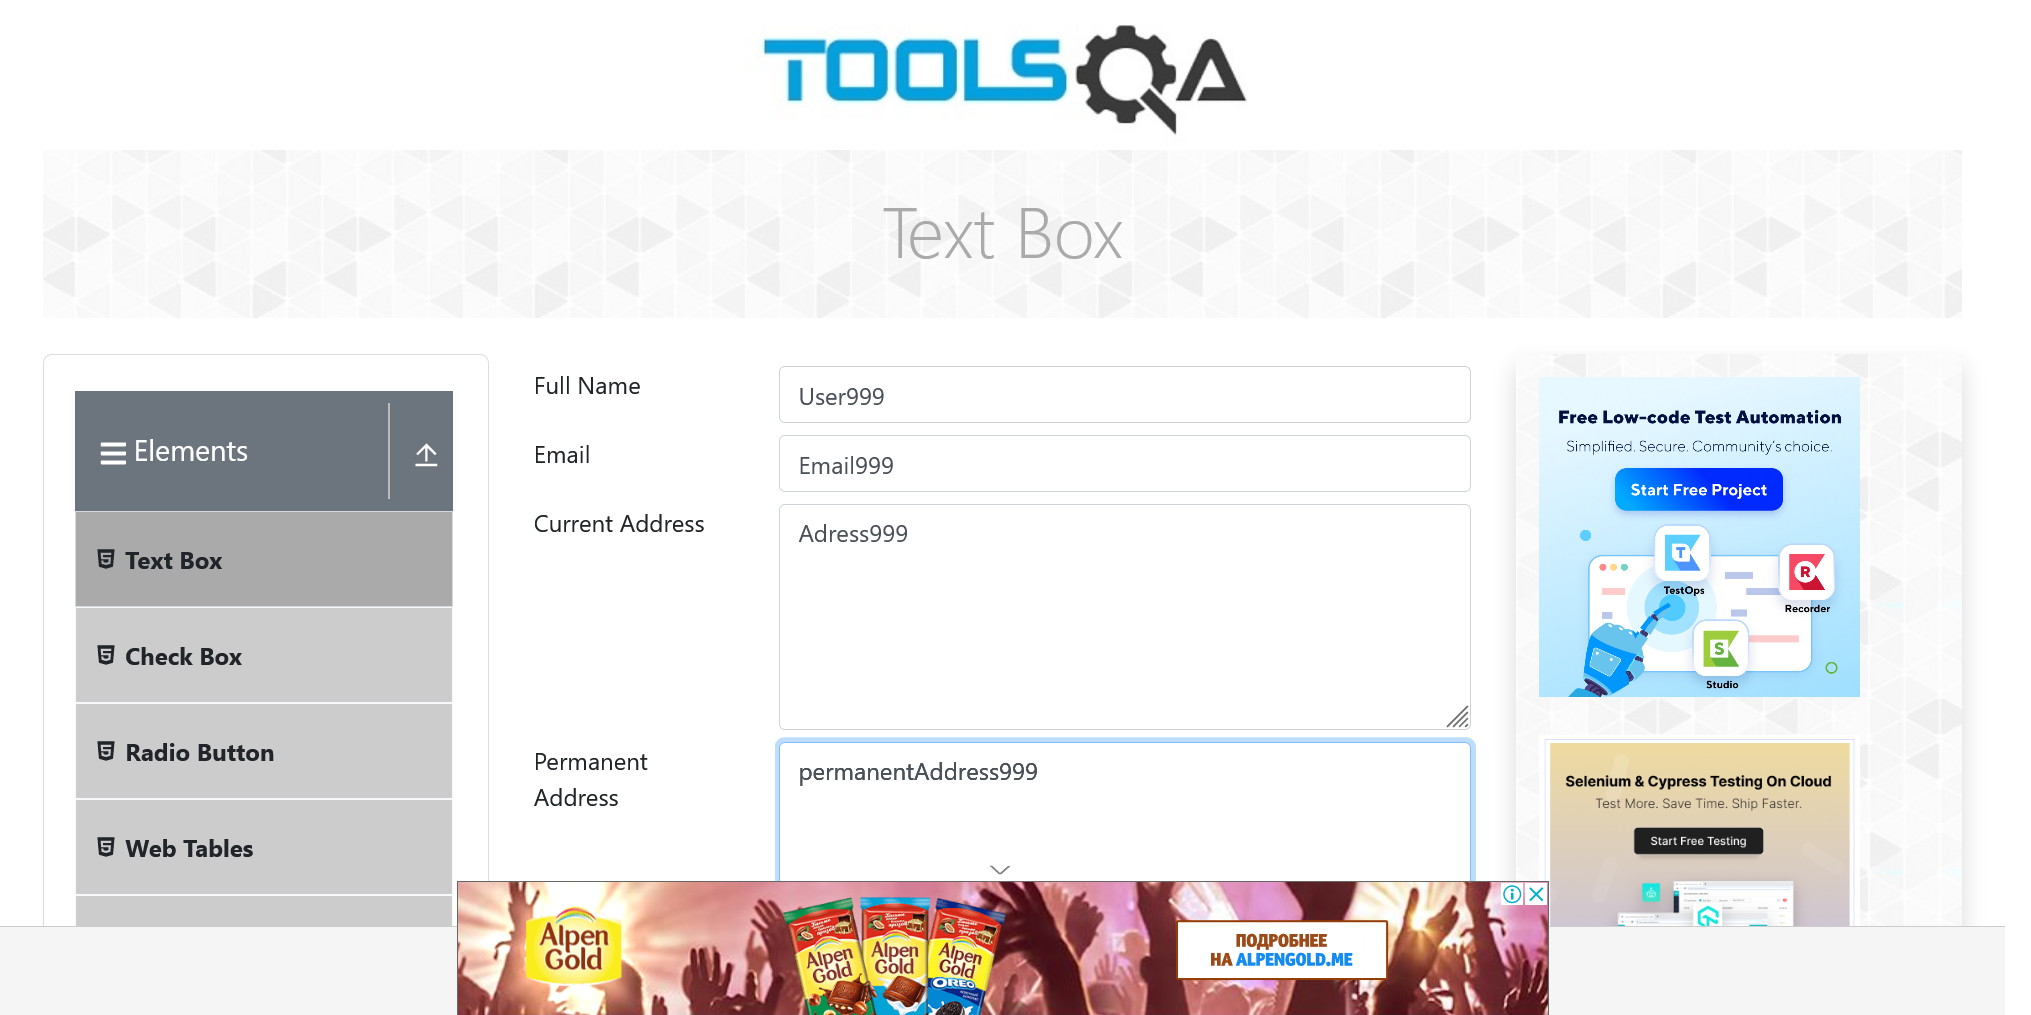 TOOLSQA
Text Box
Elements
Text Box
Check Box
Radio Button
Web Tables
Full Name
User999
Email
Email999
Current Address
Adress999
Permanent
Address
permanentAddress999
Free Low-code Test Automation
Simplified. Secure. Community's choice.
Start Free Project
T
TestOps
R
Recorder
S
Studio
Selenium & Cypress Testing On Cloud
Test More. Save Time. Ship Faster.
Start Free Testing
Alpen
Gold
Alpen
Gold
Alpen
Gold
Alpen
Gold
OREO
ПОДРОБНЕЕ
НА ALPENGOLD.ME